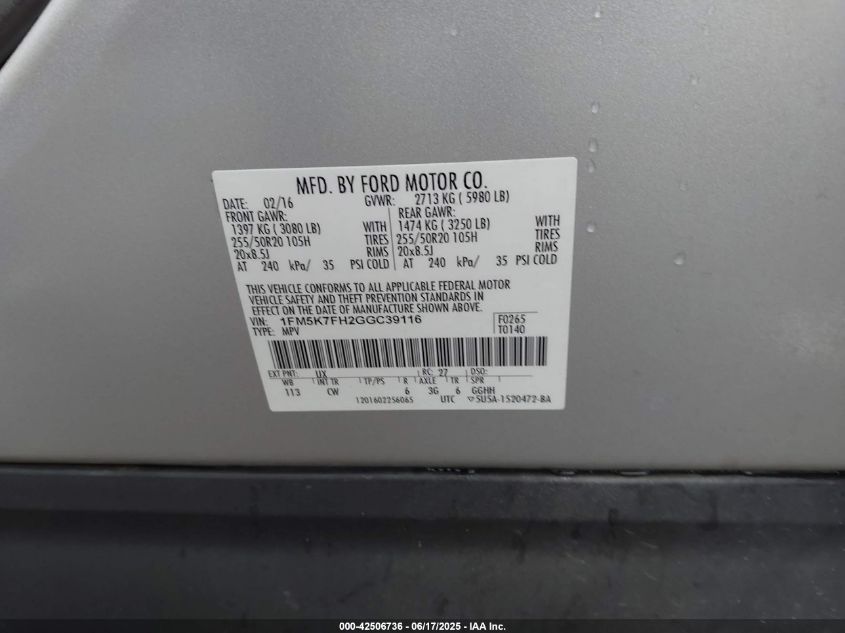 MFD. BY FORD MOTOR CO.
DATE: 02/16 GVWR: 2713 KG ( 5980 LB)
FRONT GAWR: REAR GAWR:
1397 KG ( 3080 LB) WITH 1474 KG ( 3250 LB) WITH
255/50R20 105H TIRES 255/50R20 105H TIRES
20x8.5J RIMS 20x8.5J RIMS
AT 240 kPa/ 35 PSI COLD AT 240 kPa/ 35 PSI COLD
THIS VEHICLE CONFORMS TO ALL APPLICABLE FEDERAL MOTOR
VEHICLE SAFETY AND THEFT PREVENTION STANDARDS IN
EFFECT ON THE DATE OF MANUFACTURE SHOWN ABOVE.
VIN: 1FM5K7FH2GGC39116 F0265
TYPE: MPV T0140
EXT PNT: UX RC: 27 DSO:
WB INT TR TP/PS R AXLE TR SPR
113 CW 6 3G 6 GGHH
1201602256065 UTC ▽5U5A-1520472-BA
000-42506736 - 06/17/2025 - IAA Inc.